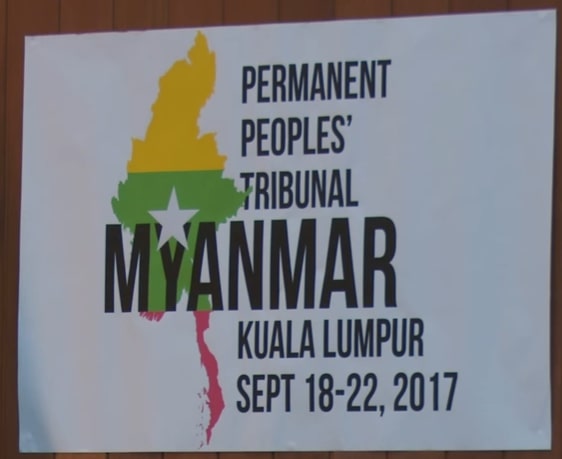 PERMANENT
PEOPLES'
TRIBUNAL
MYANMAR
KUALA LUMPUR
SEPT 18-22, 2017